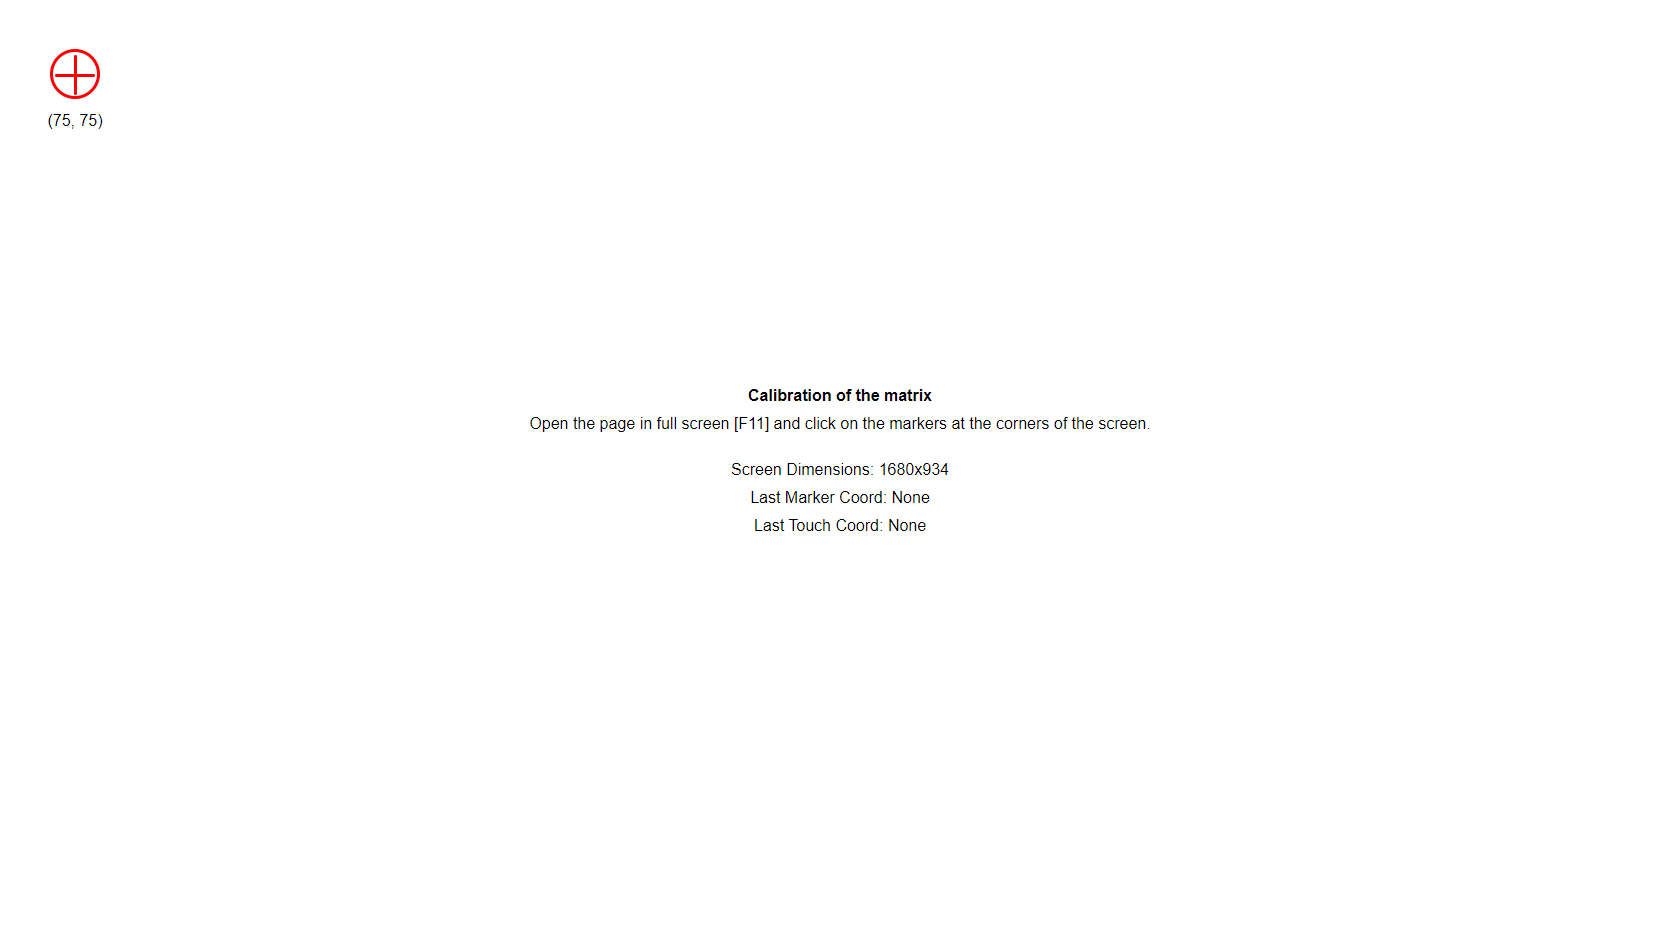 (75, 75)
Calibration of the matrix
Open the page in full screen [F11] and click on the markers at the corners of the screen.
Screen Dimensions: 1680x934
Last Marker Coord: None
Last Touch Coord: None